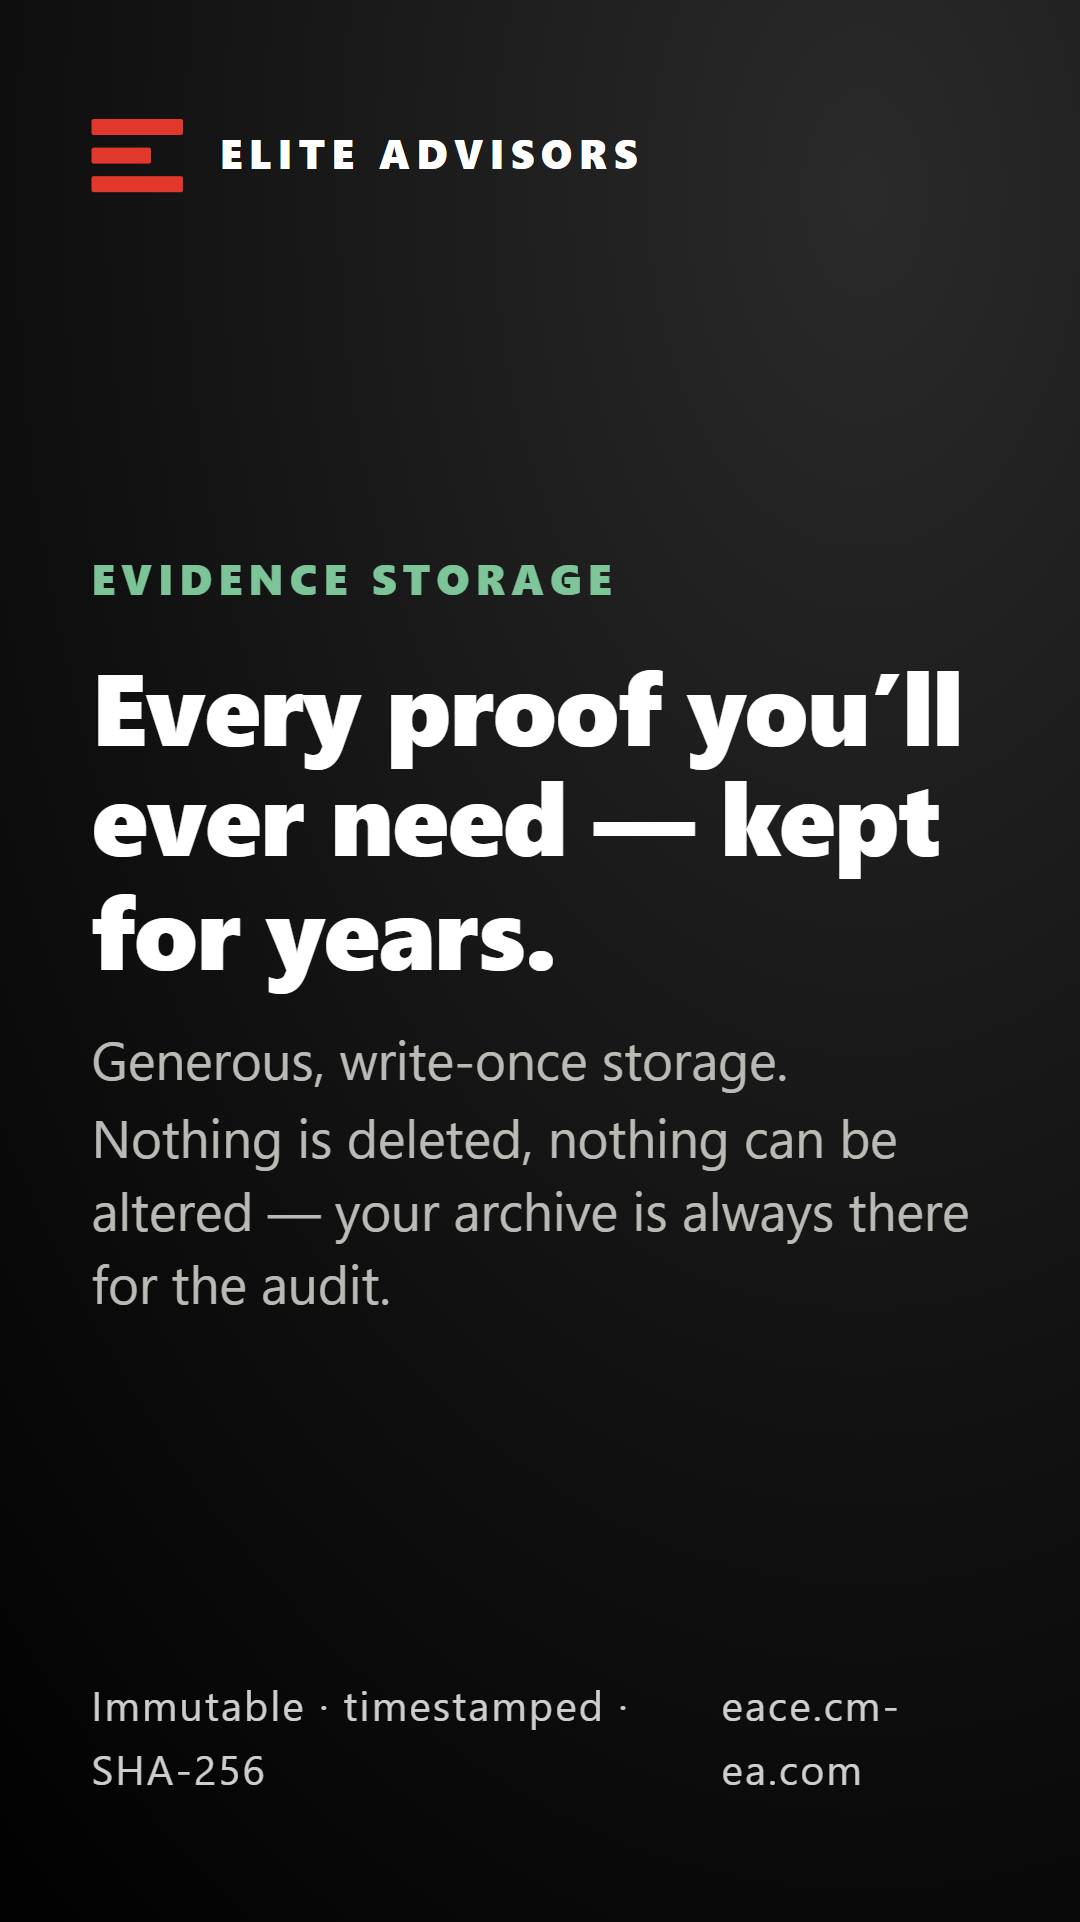 ELITE ADVISORS
EVIDENCE STORAGE
Every proof you’ll
ever need — kept
for years.
Generous, write-once storage.
Nothing is deleted, nothing can be
altered — your archive is always there
for the audit.
Immutable · timestamped ·
SHA-256
eace.cm-
ea.com